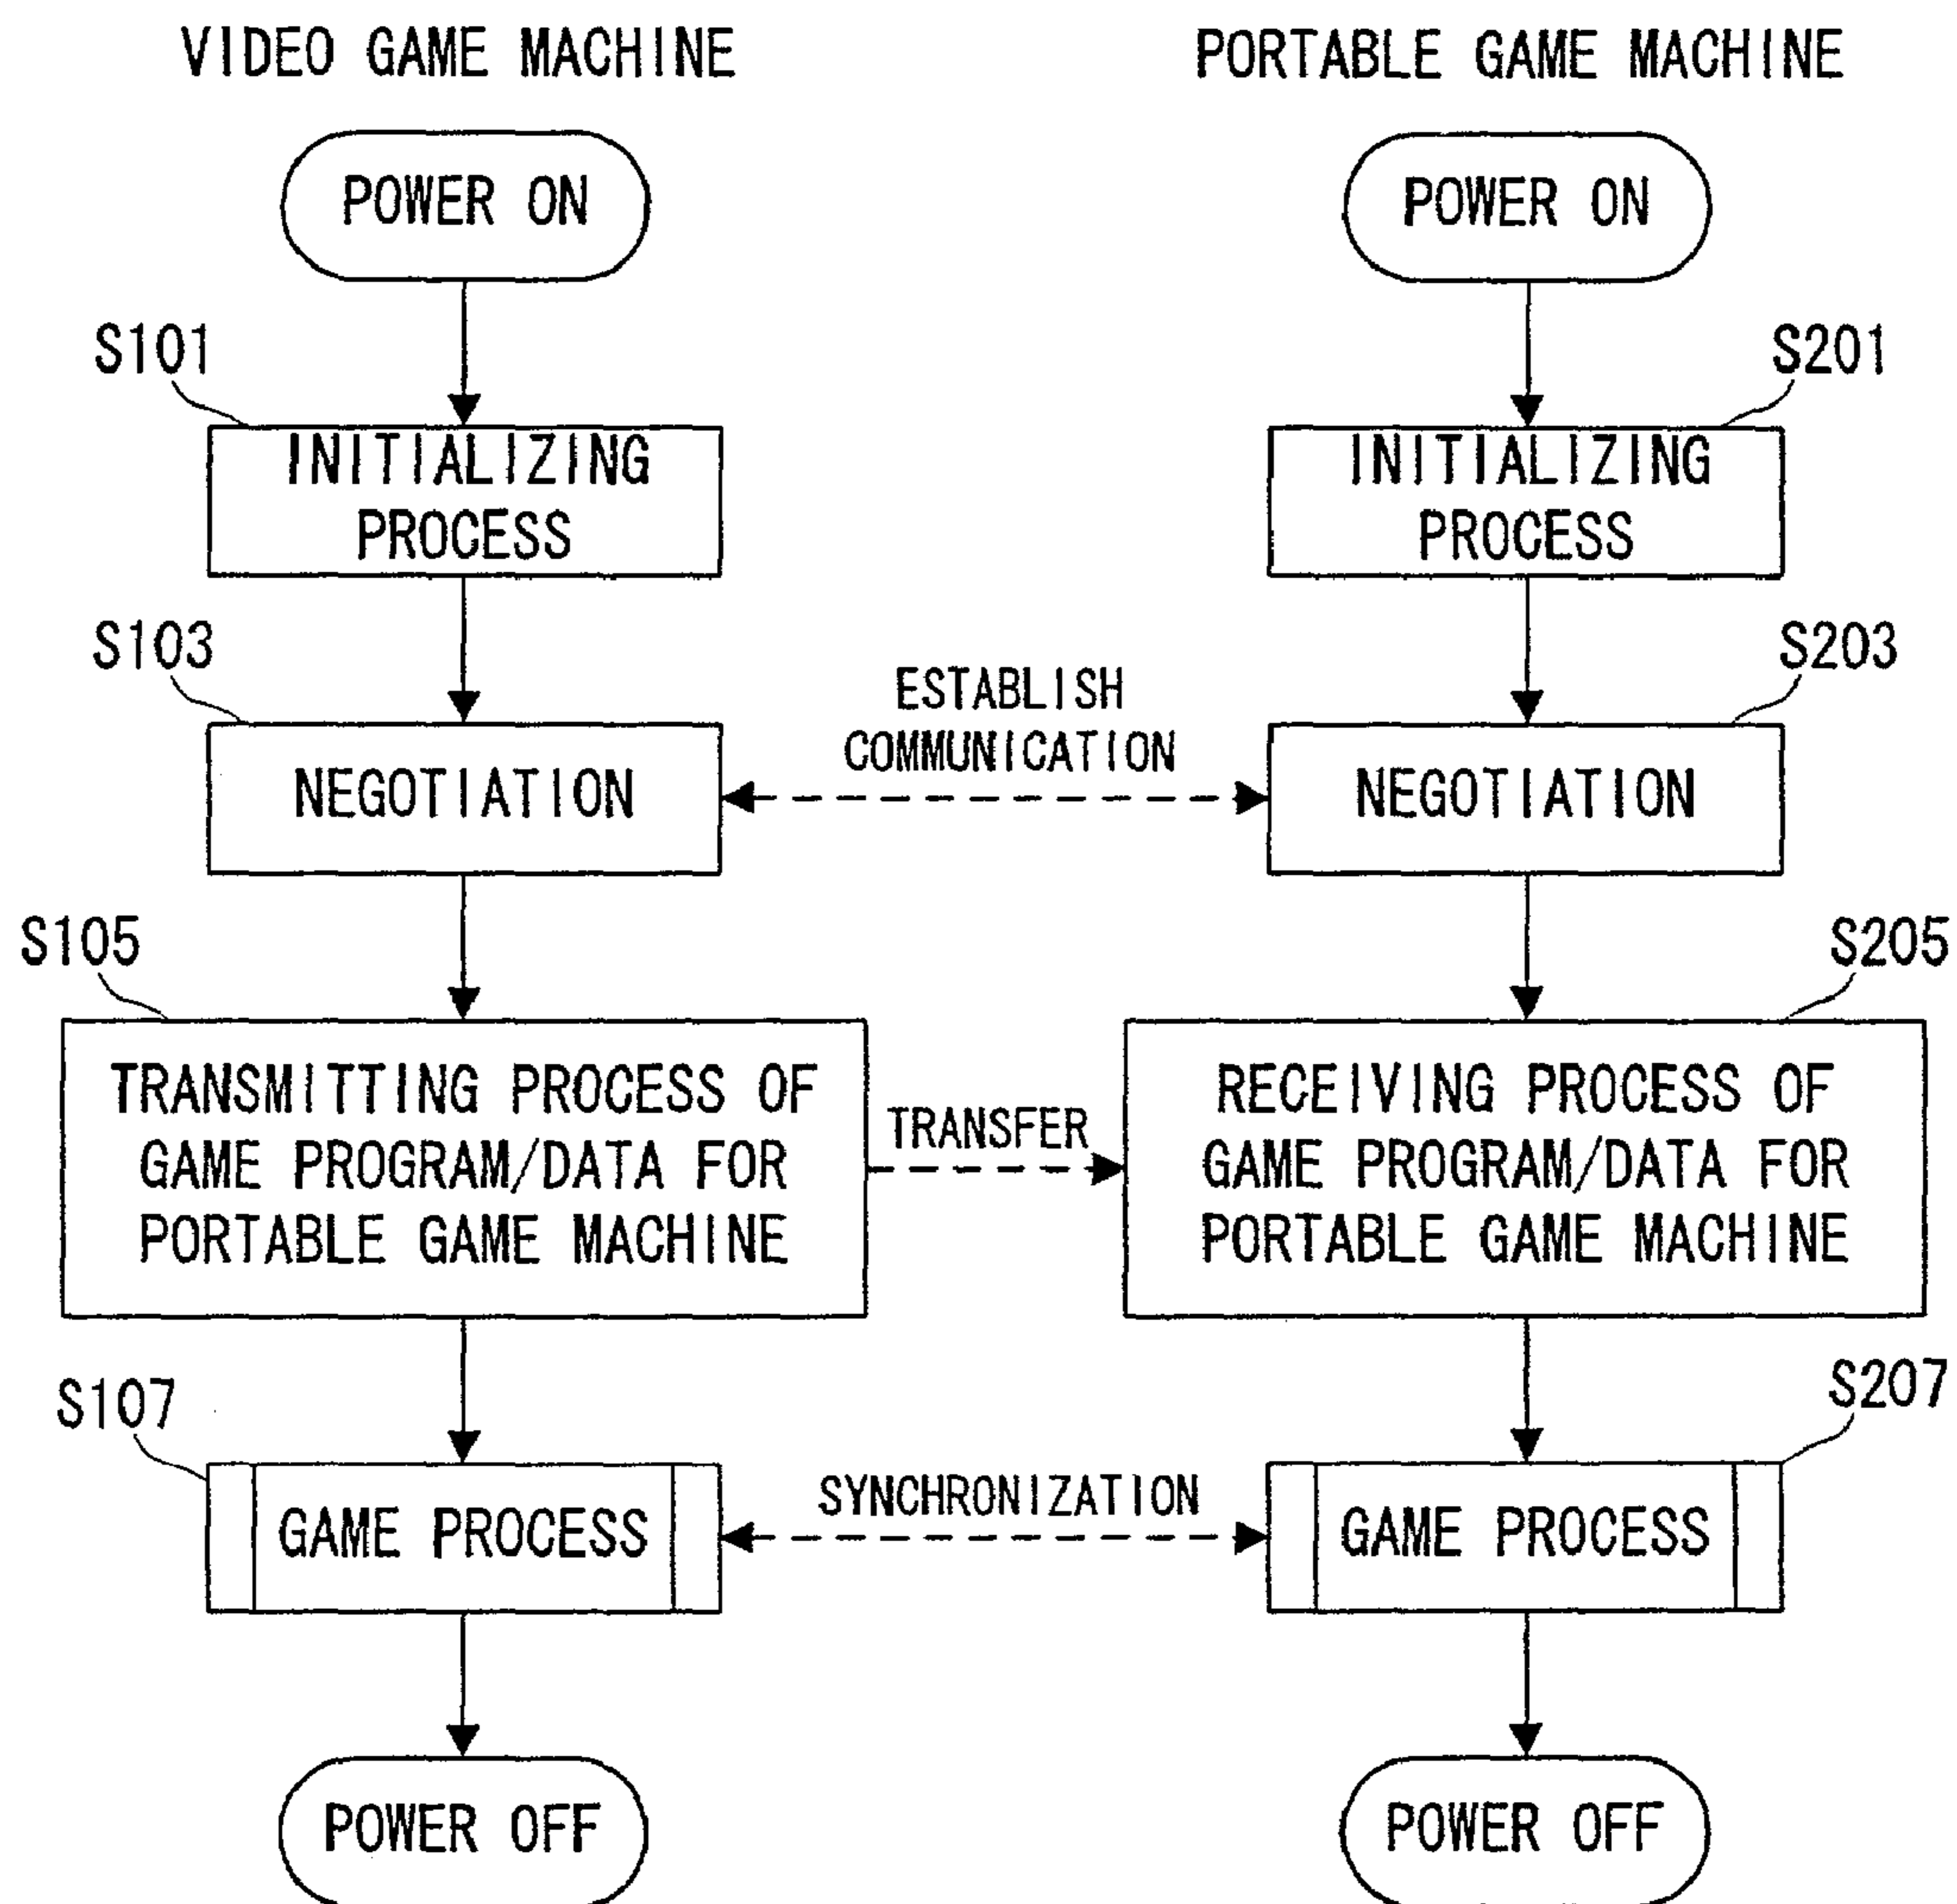 VIDEO GAME MACHINE
PORTABLE GAME MACHINE
POWER ON
POWER ON
S101
S201
INITIALIZING
PROCESS
INITIALIZING
PROCESS
S103
S203
ESTABLISH
COMMUNICATION
NEGOTIATION
NEGOTIATION
S105
S205
TRANSMITTING PROCESS OF
GAME PROGRAM/DATA FOR
PORTABLE GAME MACHINE
TRANSFER
RECEIVING PROCESS OF
GAME PROGRAM/DATA FOR
PORTABLE GAME MACHINE
S107
S207
GAME PROCESS
SYNCHRONIZATION
GAME PROCESS
POWER OFF
POWER OFF